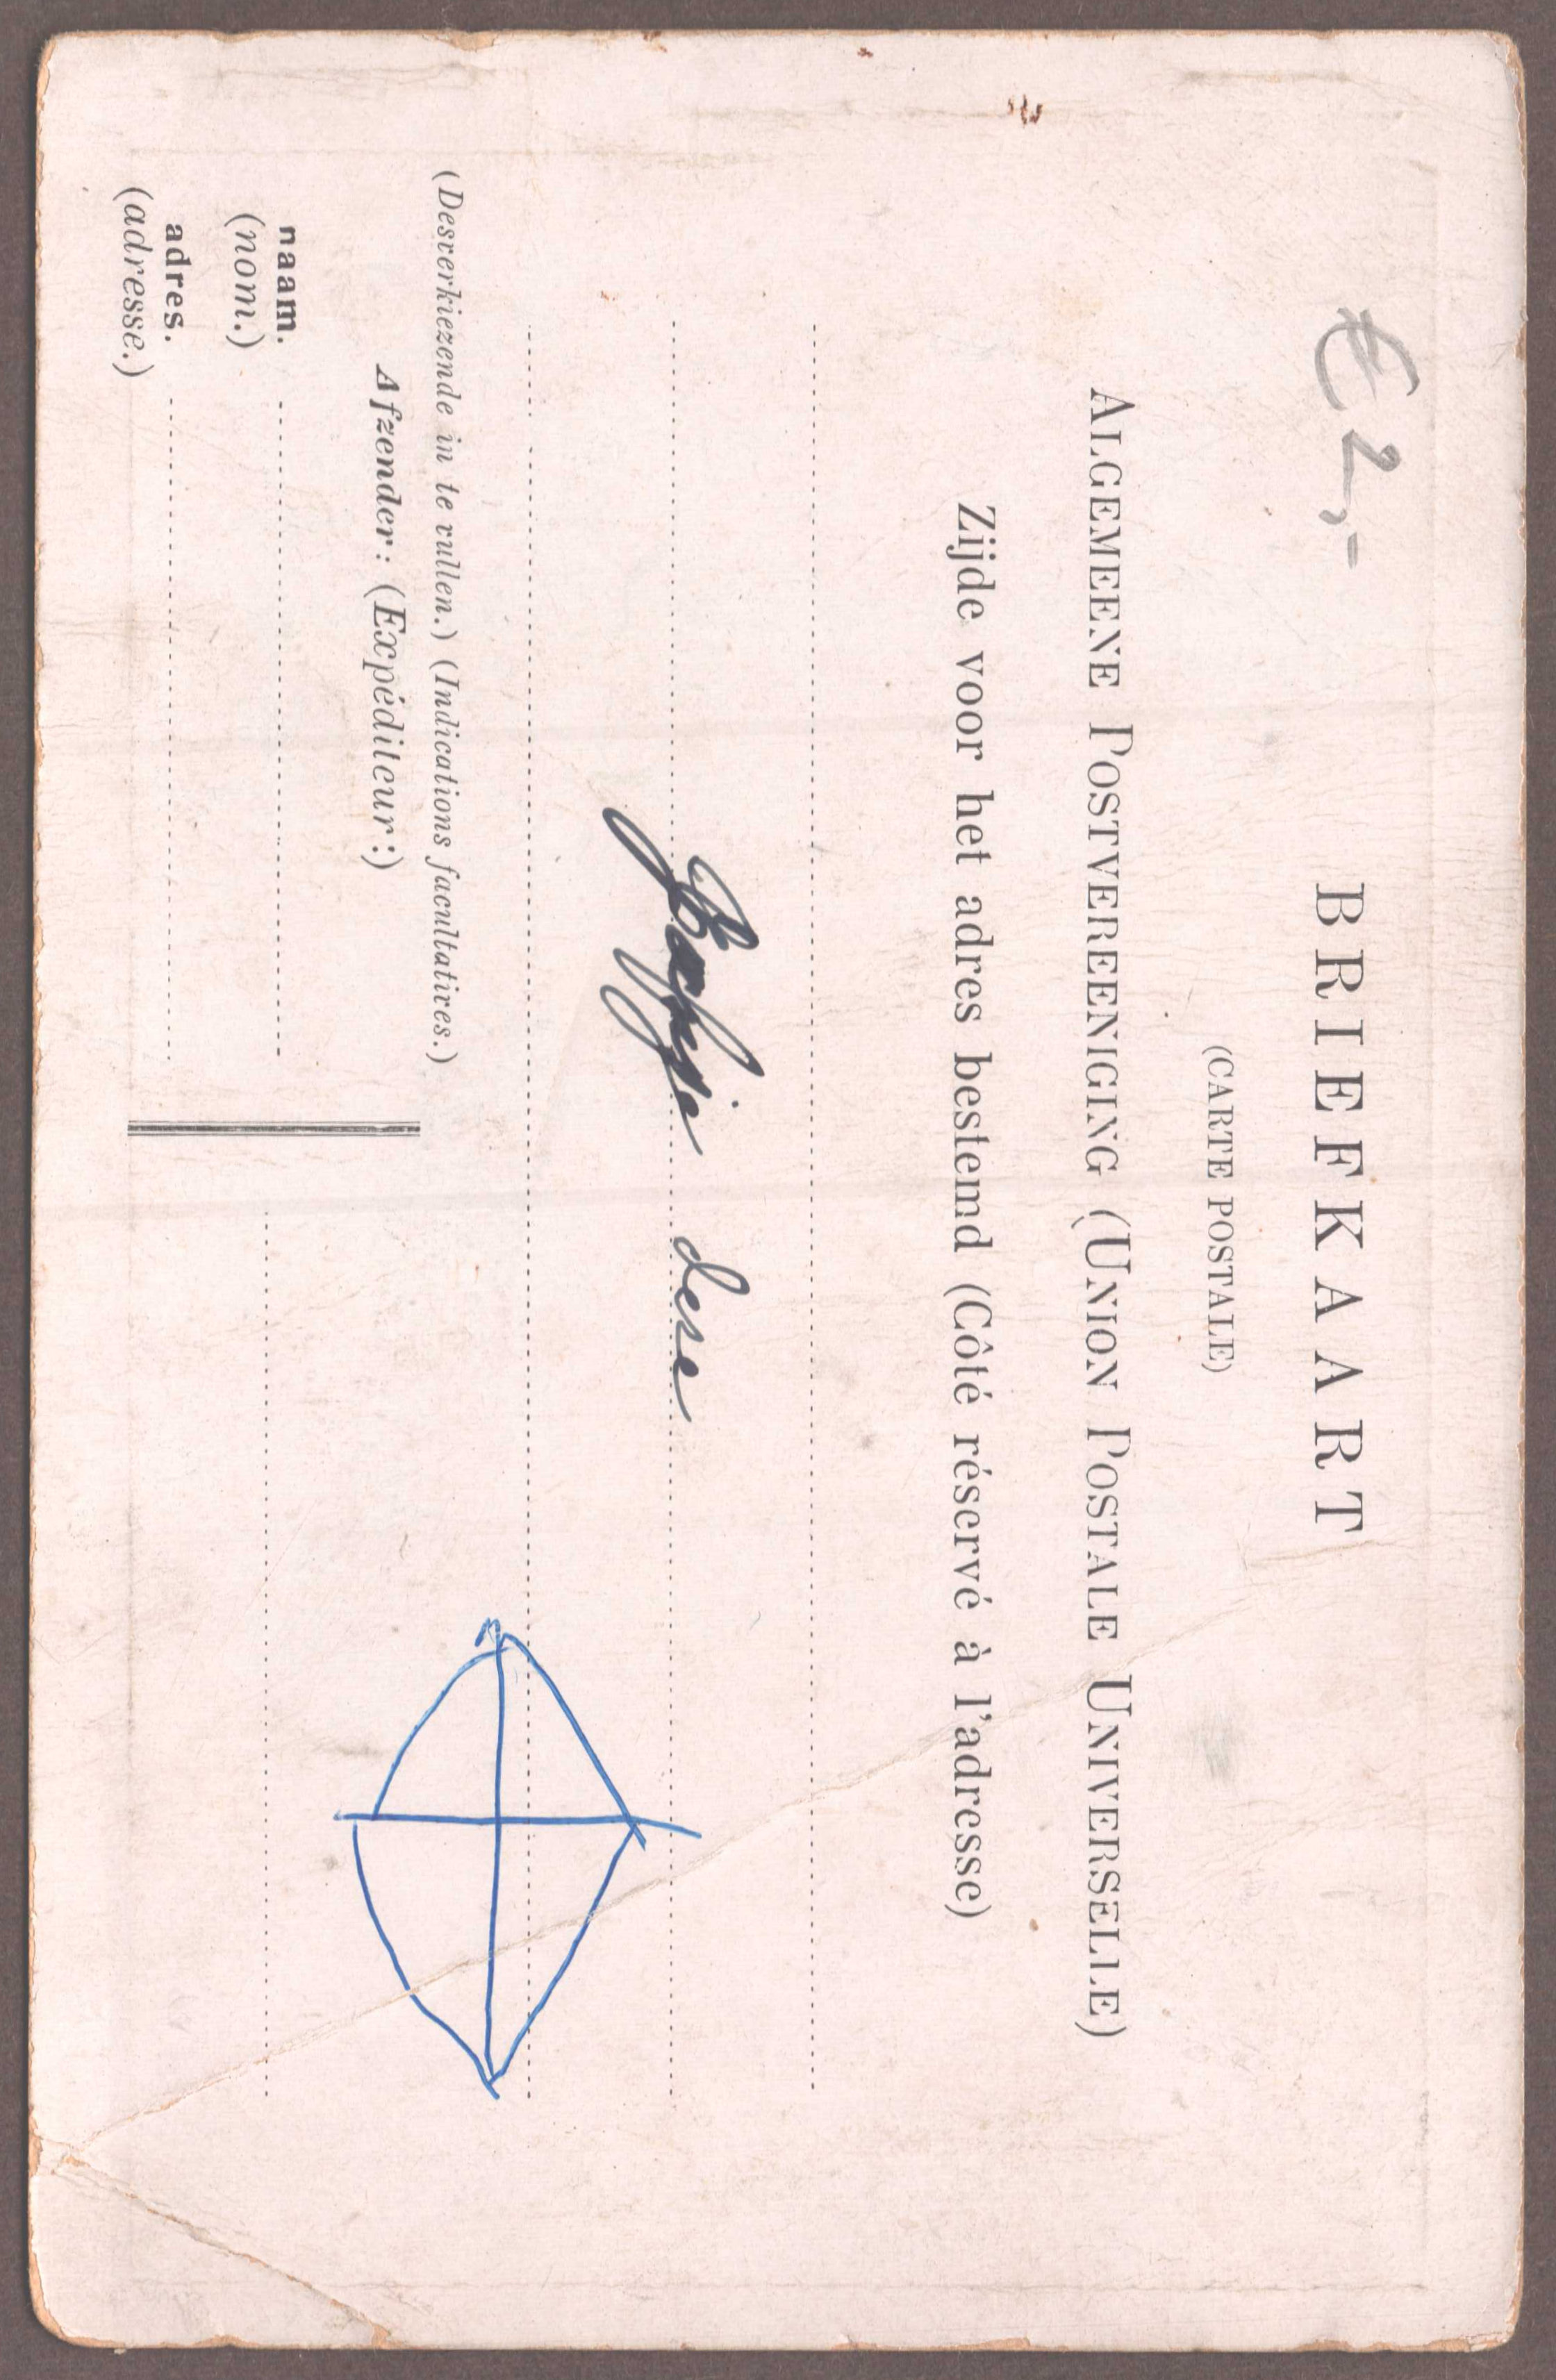 € 2,-
BRIEFKAART
(CARTE POSTALE)
ALGEMEENE POSTVEREENIGING (UNION POSTALE UNIVERSELLE)
Zijde voor het adres bestemd (Côté réservé à l'adresse)
(Desverkiezende in te vullen.) (Indications facultatives.)
Afzender: (Expéditeur:)
naam.
(nom.)
adres.
(adresse.)